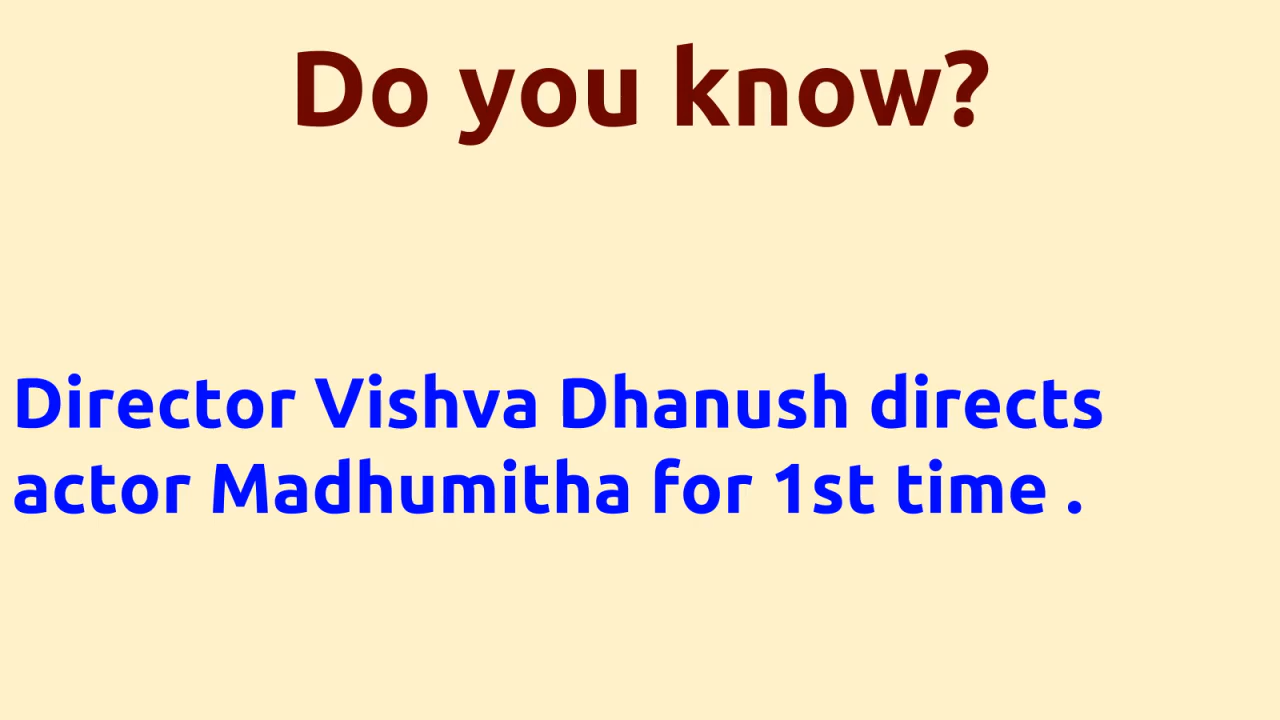 Do you know?
Director Vishva Dhanush directs
actor Madhumitha for 1st time .